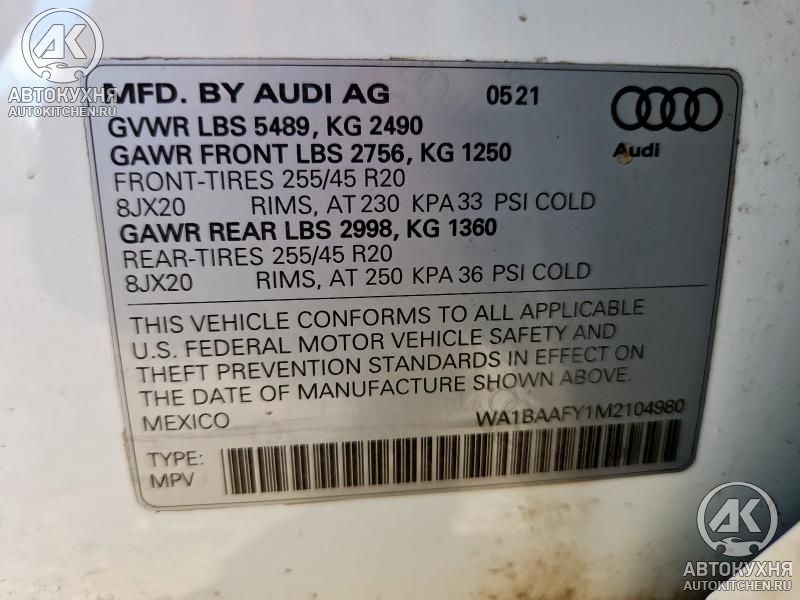 АВТОКУХНЯ
AUTOKITCHEN.RU
MFD. BY AUDI AG 0521
GVWR LBS 5489, KG 2490
GAWR FRONT LBS 2756, KG 1250
Audi
FRONT-TIRES 255/45 R20
8JX20 RIMS, AT 230 KPA 33 PSI COLD
GAWR REAR LBS 2998, KG 1360
REAR-TIRES 255/45 R20
8JX20 RIMS, AT 250 KPA 36 PSI COLD
THIS VEHICLE CONFORMS TO ALL APPLICABLE
U.S. FEDERAL MOTOR VEHICLE SAFETY AND
THEFT PREVENTION STANDARDS IN EFFECT ON
THE DATE OF MANUFACTURE SHOWN ABOVE.
MEXICO WA1BAAFY1M2104980
TYPE:
MPV
АК
АВТОКУХНЯ
AUTOKITCHEN.RU